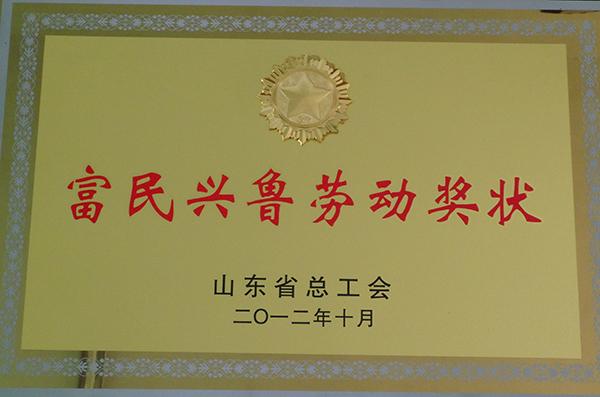 富民兴鲁劳动奖状
山东省总工会
二〇一二年十月